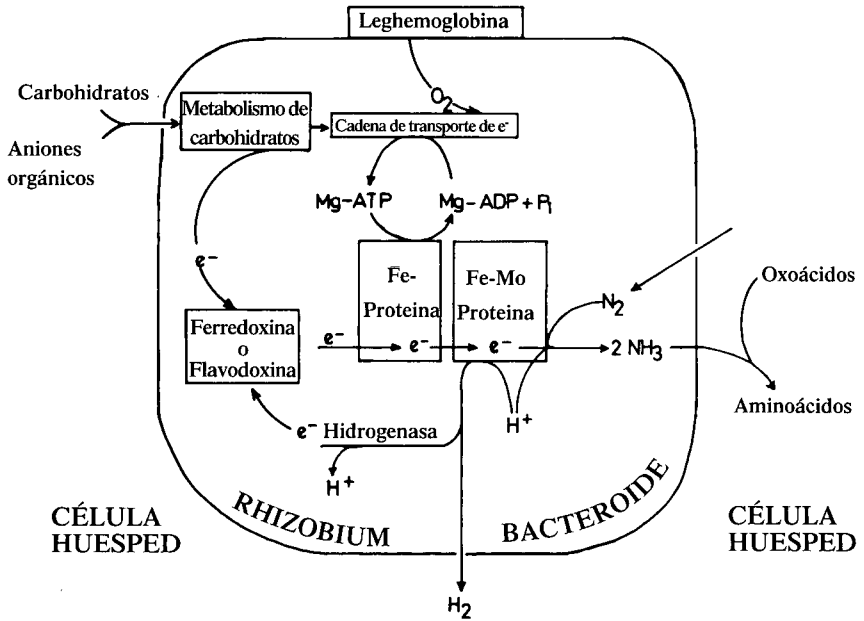 Leghemoglobina
O₂
Carbohidratos
Metabolismo de
carbohidratos
Cadena de transporte de e⁻
Aniones
orgánicos
Mg-ATP
Mg-ADP + Pi
e⁻
Fe-
Proteina
Fe-Mo
Proteina
N₂
Oxoácidos
Ferredoxina
o
Flavodoxina
e⁻
e⁻
e⁻
2 NH₃
Aminoácidos
H⁺
e⁻ Hidrogenasa
H⁺
CÉLULA
HUESPED
RHIZOBIUM
BACTEROIDE
CÉLULA
HUESPED
H₂